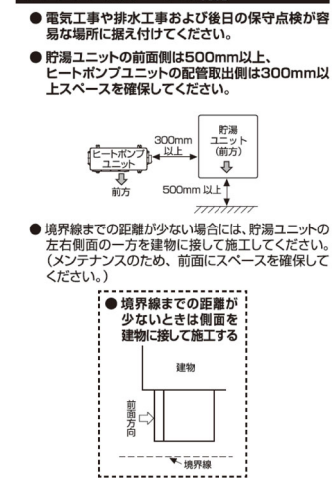 ● 電気工事や排水工事および後日の保守点検が容
易な場所に据え付けてください。
● 貯湯ユニットの前面側は500mm以上、
ヒートポンプユニットの配管取出側は300mm以
上スペースを確保してください。
300mm
以上
貯湯
ユニット
(前方)
ヒートポンプ
ユニット
前方
500mm 以上
● 境界線までの距離が少ない場合には、貯湯ユニットの
左右側面の一方を建物に接して施工してください。
(メンテナンスのため、前面にスペースを確保して
ください。)
● 境界線までの距離が
少ないときは側面を
建物に接して施工する
建物
前面方向
境界線